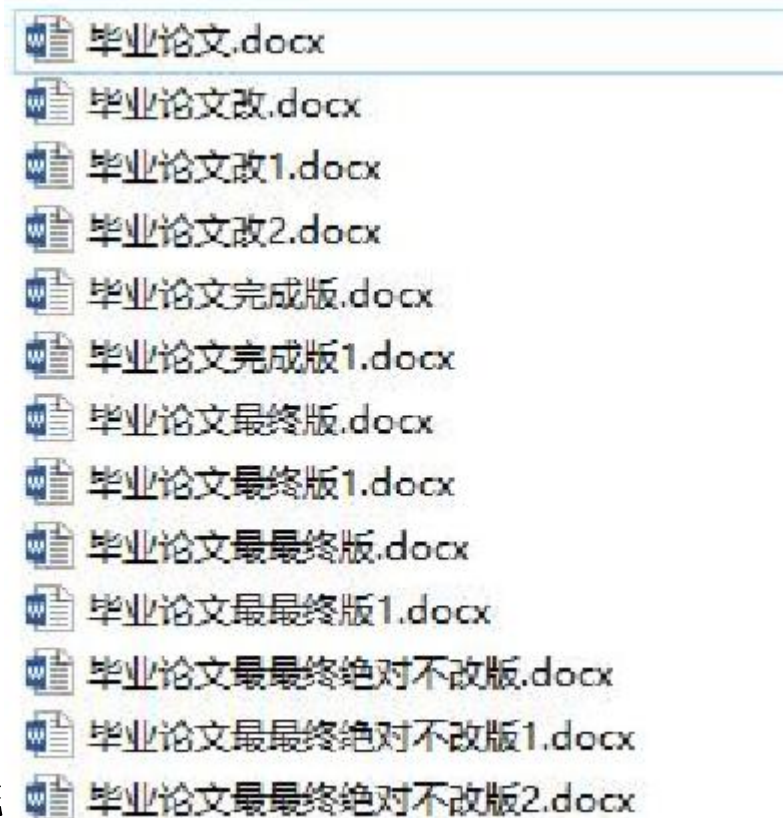 毕业论文.docx
毕业论文改.docx
毕业论文改1.docx
毕业论文改2.docx
毕业论文完成版.docx
毕业论文完成版1.docx
毕业论文最终版.docx
毕业论文最终版1.docx
毕业论文最最终版.docx
毕业论文最最终版1.docx
毕业论文最最终绝对不改版.docx
毕业论文最最终绝对不改版1.docx
毕业论文最最终绝对不改版2.docx